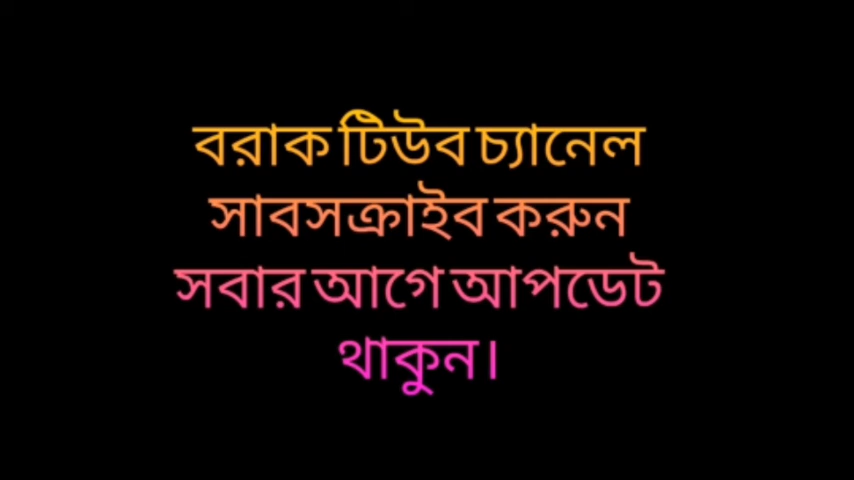 বরাক টিউব চ্যানেল
সাবসক্রাইব করুন
সবার আগে আপডেট
থাকুন।